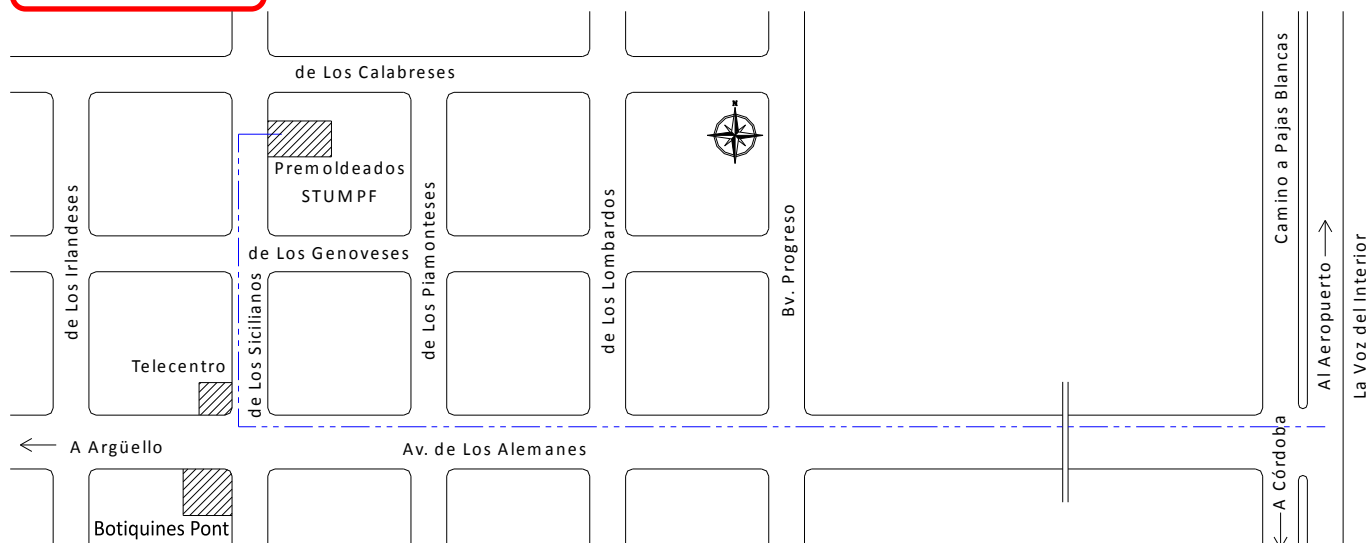 de Los Calabreses
N
Premoldeados
STUMPF
de Los Genoveses
de Los Irlandeses
de Los Sicilianos
de Los Piamonteses
de Los Lombardos
Bv. Progreso
Camino a Pajas Blancas
Al Aeropuerto
La Voz del Interior
Telecentro
A Argüello
Av. de Los Alemanes
A Córdoba
Botiquines Pont